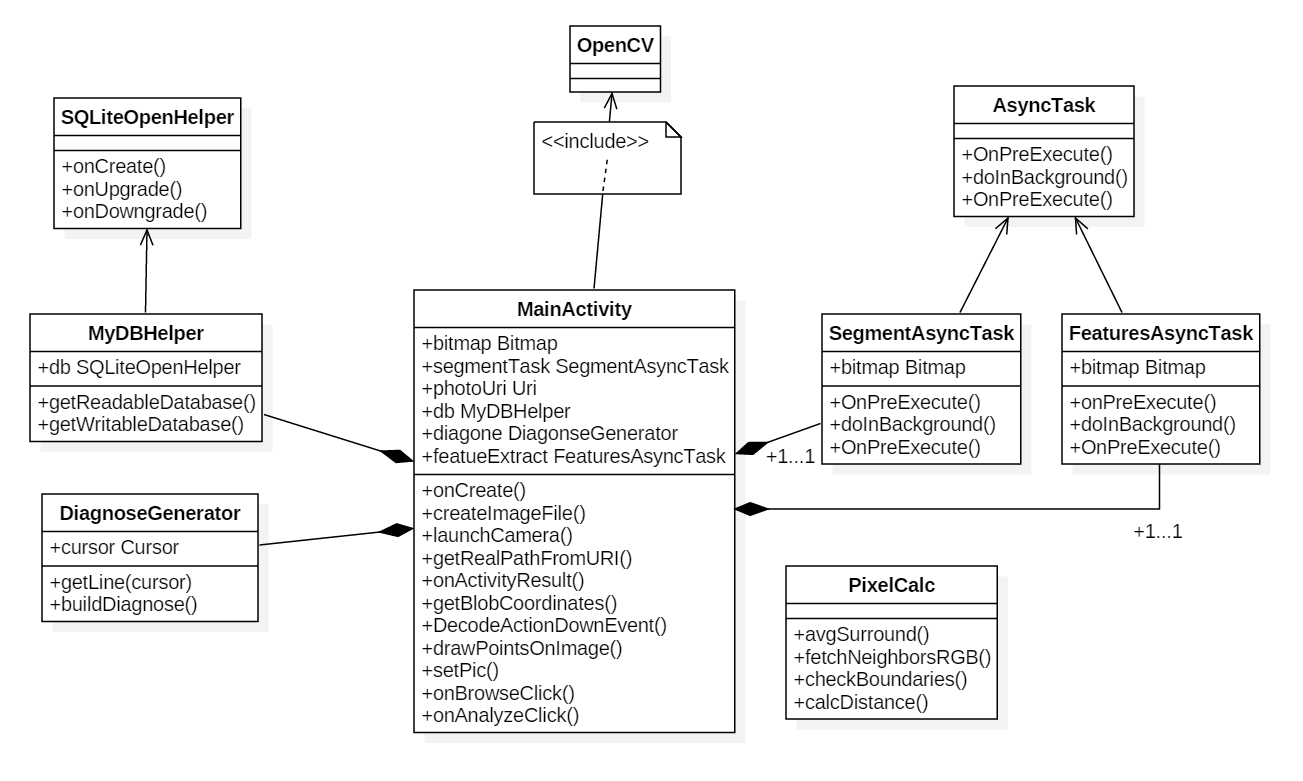 OpenCV
<<include>>
SQLiteOpenHelper
+onCreate()
+onUpgrade()
+onDowngrade()
AsyncTask
+OnPreExecute()
+doInBackground()
+OnPreExecute()
MyDBHelper
+db SQLiteOpenHelper
+getReadableDatabase()
+getWritableDatabase()
MainActivity
+bitmap Bitmap
+segmentTask SegmentAsyncTask
+photoUri Uri
+db MyDBHelper
+diagone DiagonseGenerator
+featueExtract FeaturesAsyncTask
+onCreate()
+createImageFile()
+launchCamera()
+getRealPathFromURI()
+onActivityResult()
+getBlobCoordinates()
+DecodeActionDownEvent()
+drawPointsOnImage()
+setPic()
+onBrowseClick()
+onAnalyzeClick()
SegmentAsyncTask
+bitmap Bitmap
+OnPreExecute()
+doInBackground()
+OnPreExecute()
+1...1
FeaturesAsyncTask
+bitmap Bitmap
+onPreExecute()
+doInBackground()
+OnPreExecute()
+1...1
DiagnoseGenerator
+cursor Cursor
+getLine(cursor)
+buildDiagnose()
PixelCalc
+avgSurround()
+fetchNeighborsRGB()
+checkBoundaries()
+calcDistance()